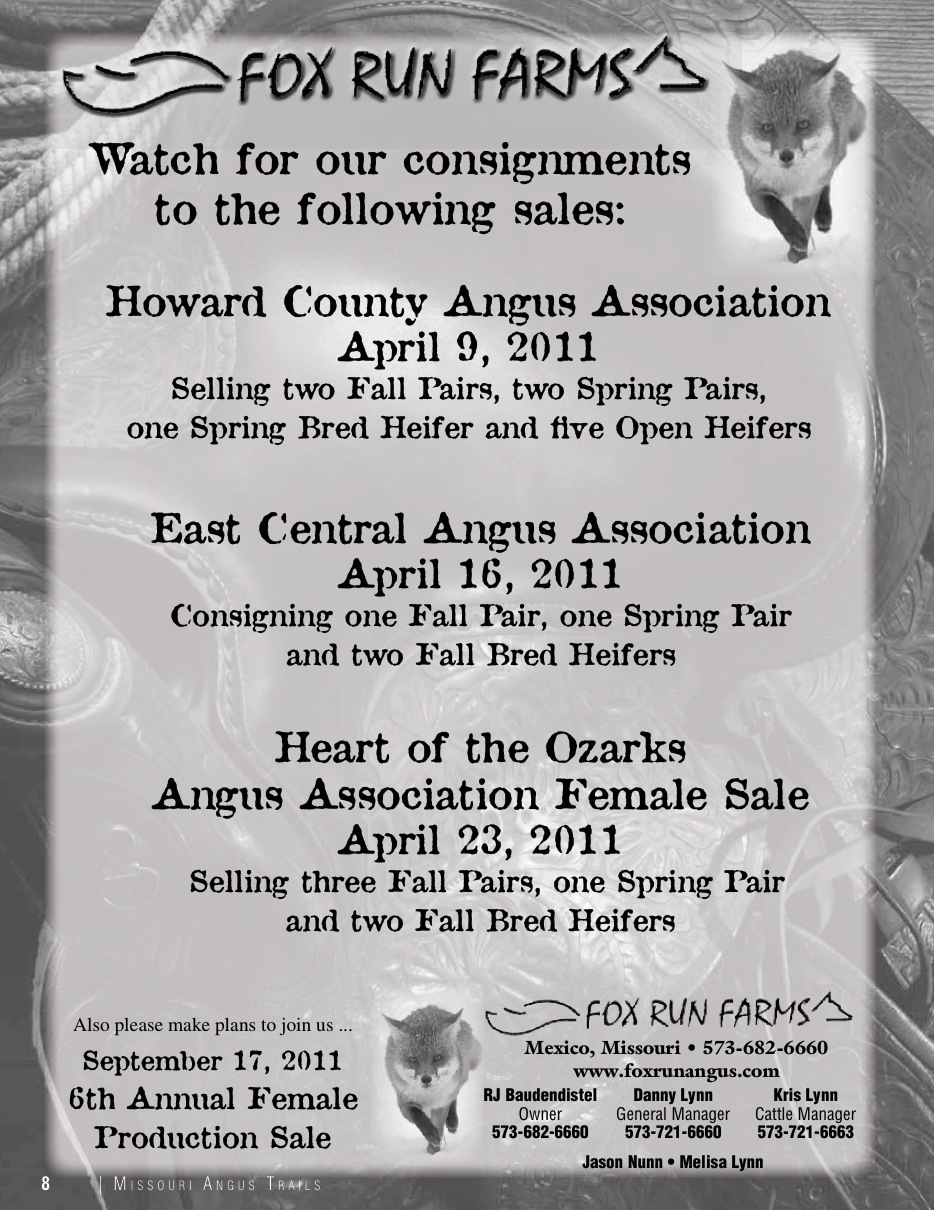 FOX RUN FARMS
Watch for our consignments
to the following sales:
Howard County Angus Association
April 9, 2011
Selling two Fall Pairs, two Spring Pairs,
one Spring Bred Heifer and five Open Heifers
East Central Angus Association
April 16, 2011
Consigning one Fall Pair, one Spring Pair
and two Fall Bred Heifers
Heart of the Ozarks
Angus Association Female Sale
April 23, 2011
Selling three Fall Pairs, one Spring Pair
and two Fall Bred Heifers
Also please make plans to join us ...
September 17, 2011
6th Annual Female
Production Sale
FOX RUN FARMS
Mexico, Missouri • 573-682-6660
www.foxrunangus.com
RJ Baudendistel Danny Lynn Kris Lynn
Owner General Manager Cattle Manager
573-682-6660 573-721-6660 573-721-6663
Jason Nunn • Melisa Lynn
8 | Missouri Angus Trails